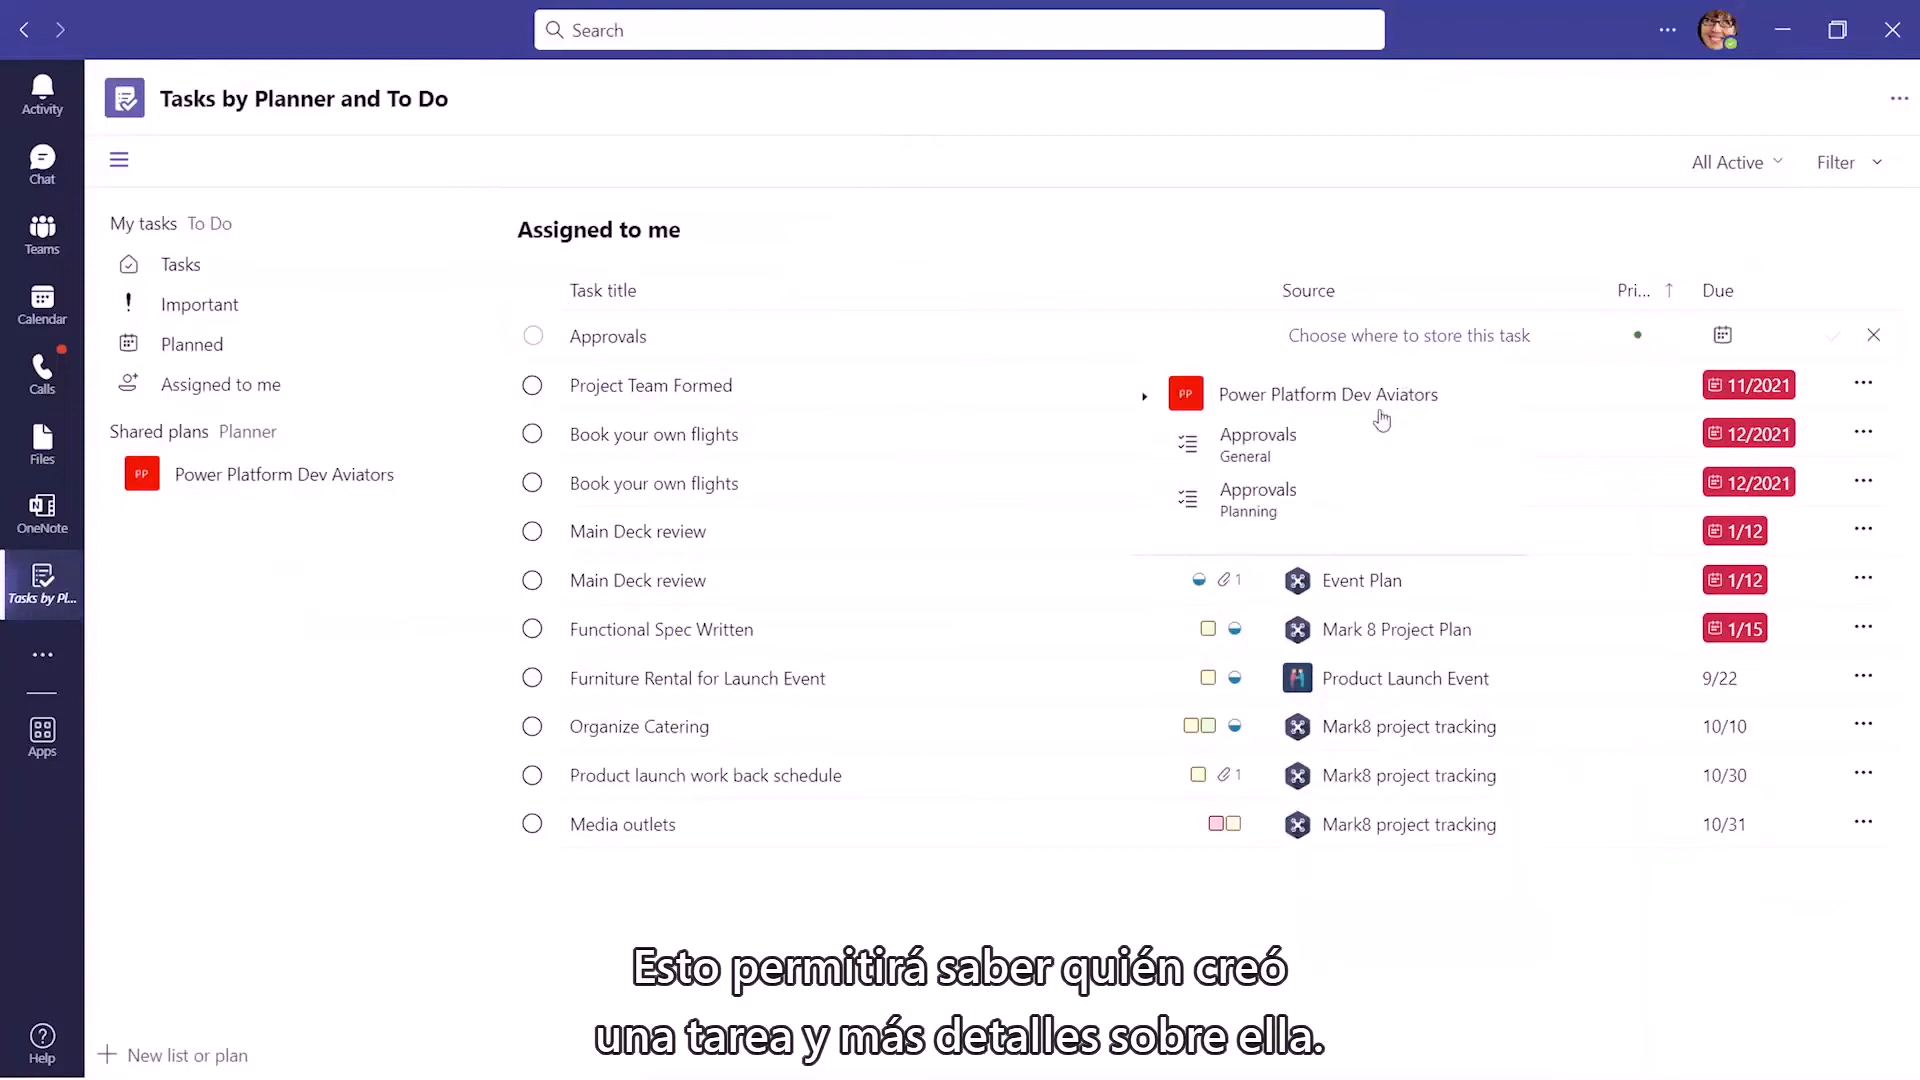 Search
Activity
Chat
Teams
Calendar
Calls
Files
OneNote
Tasks by Pl...
Apps
Help
Tasks by Planner and To Do
All Active
Filter
My tasks To Do
Tasks
Important
Planned
Assigned to me
Shared plans Planner
PP Power Platform Dev Aviators
New list or plan
Assigned to me
Task title Source Pri... Due
Approvals Choose where to store this task
Project Team Formed 11/2021
Book your own flights 12/2021
Book your own flights 12/2021
Main Deck review 1/12
PP Power Platform Dev Aviators
Approvals
General
Approvals
Planning
Main Deck review 1 Event Plan 1/12
Functional Spec Written Mark 8 Project Plan 1/15
Furniture Rental for Launch Event Product Launch Event 9/22
Organize Catering Mark8 project tracking 10/10
Product launch work back schedule 1 Mark8 project tracking 10/30
Media outlets Mark8 project tracking 10/31
Esto permitirá saber quién creó
una tarea y más detalles sobre ella.